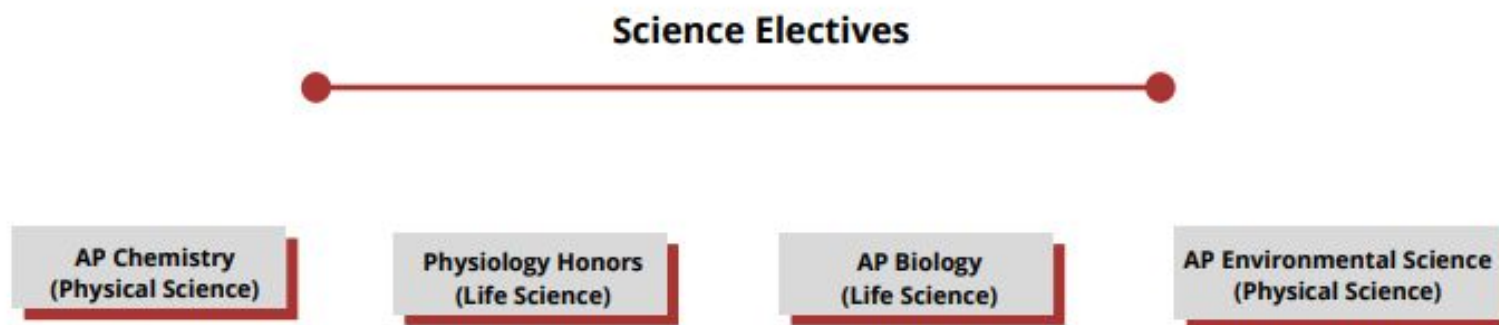 Science Electives
AP Chemistry
(Physical Science)
Physiology Honors
(Life Science)
AP Biology
(Life Science)
AP Environmental Science
(Physical Science)